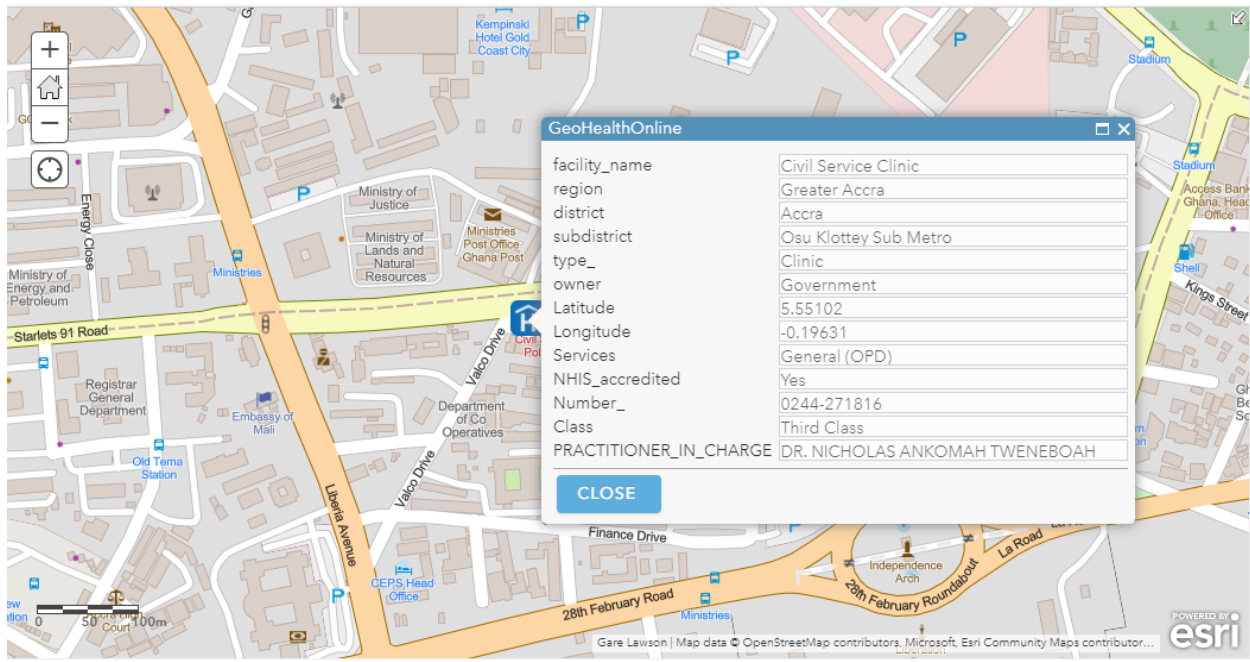 Kempinski
Hotel Gold
Coast City
P
P
P
Stadium
+
−
GeoHealthOnline
facility_name Civil Service Clinic
region Greater Accra
district Accra
subdistrict Osu Klottey Sub Metro
type_ Clinic
owner Government
Latitude 5.55102
Longitude -0.19631
Services General (OPD)
NHIS_accredited Yes
Number_ 0244-271816
Class Third Class
PRACTITIONER_IN_CHARGE DR. NICHOLAS ANKOMAH TWENEBOAH
CLOSE
Stadium
Access Bank
Ghana, Head
Office
Shell
Kings Street
Energy Close
P
Ministry of
Justice
Ministry of
Lands and
Natural
Resources
Ministries
Post Office
Ghana Post
Ministries
Ministry of
Energy and
Petroleum
Starlets 91 Road
H
Valco Drive
Registrar
General
Department
Embassy of
Mali
Department
of Co
Operatives
Old Tema
Station
Valco Drive
Liberia Avenue
Finance Drive
P
La Road
Independence
Arch
28th February Roundabout
CEPS Head
Office
P
28th February Road
Ministries
High
Court
0 50 100m
Gare Lawson | Map data © OpenStreetMap contributors, Microsoft, Esri Community Maps contributor...
POWERED BY
esri